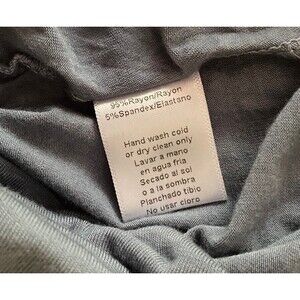 95%Rayon/Rayon
5%Spandex/Elastano
Hand wash cold
or dry clean only
Lavar a mano
en agua fria
Secado al sol
o a la sombra
Planchado tibio
No usar cloro